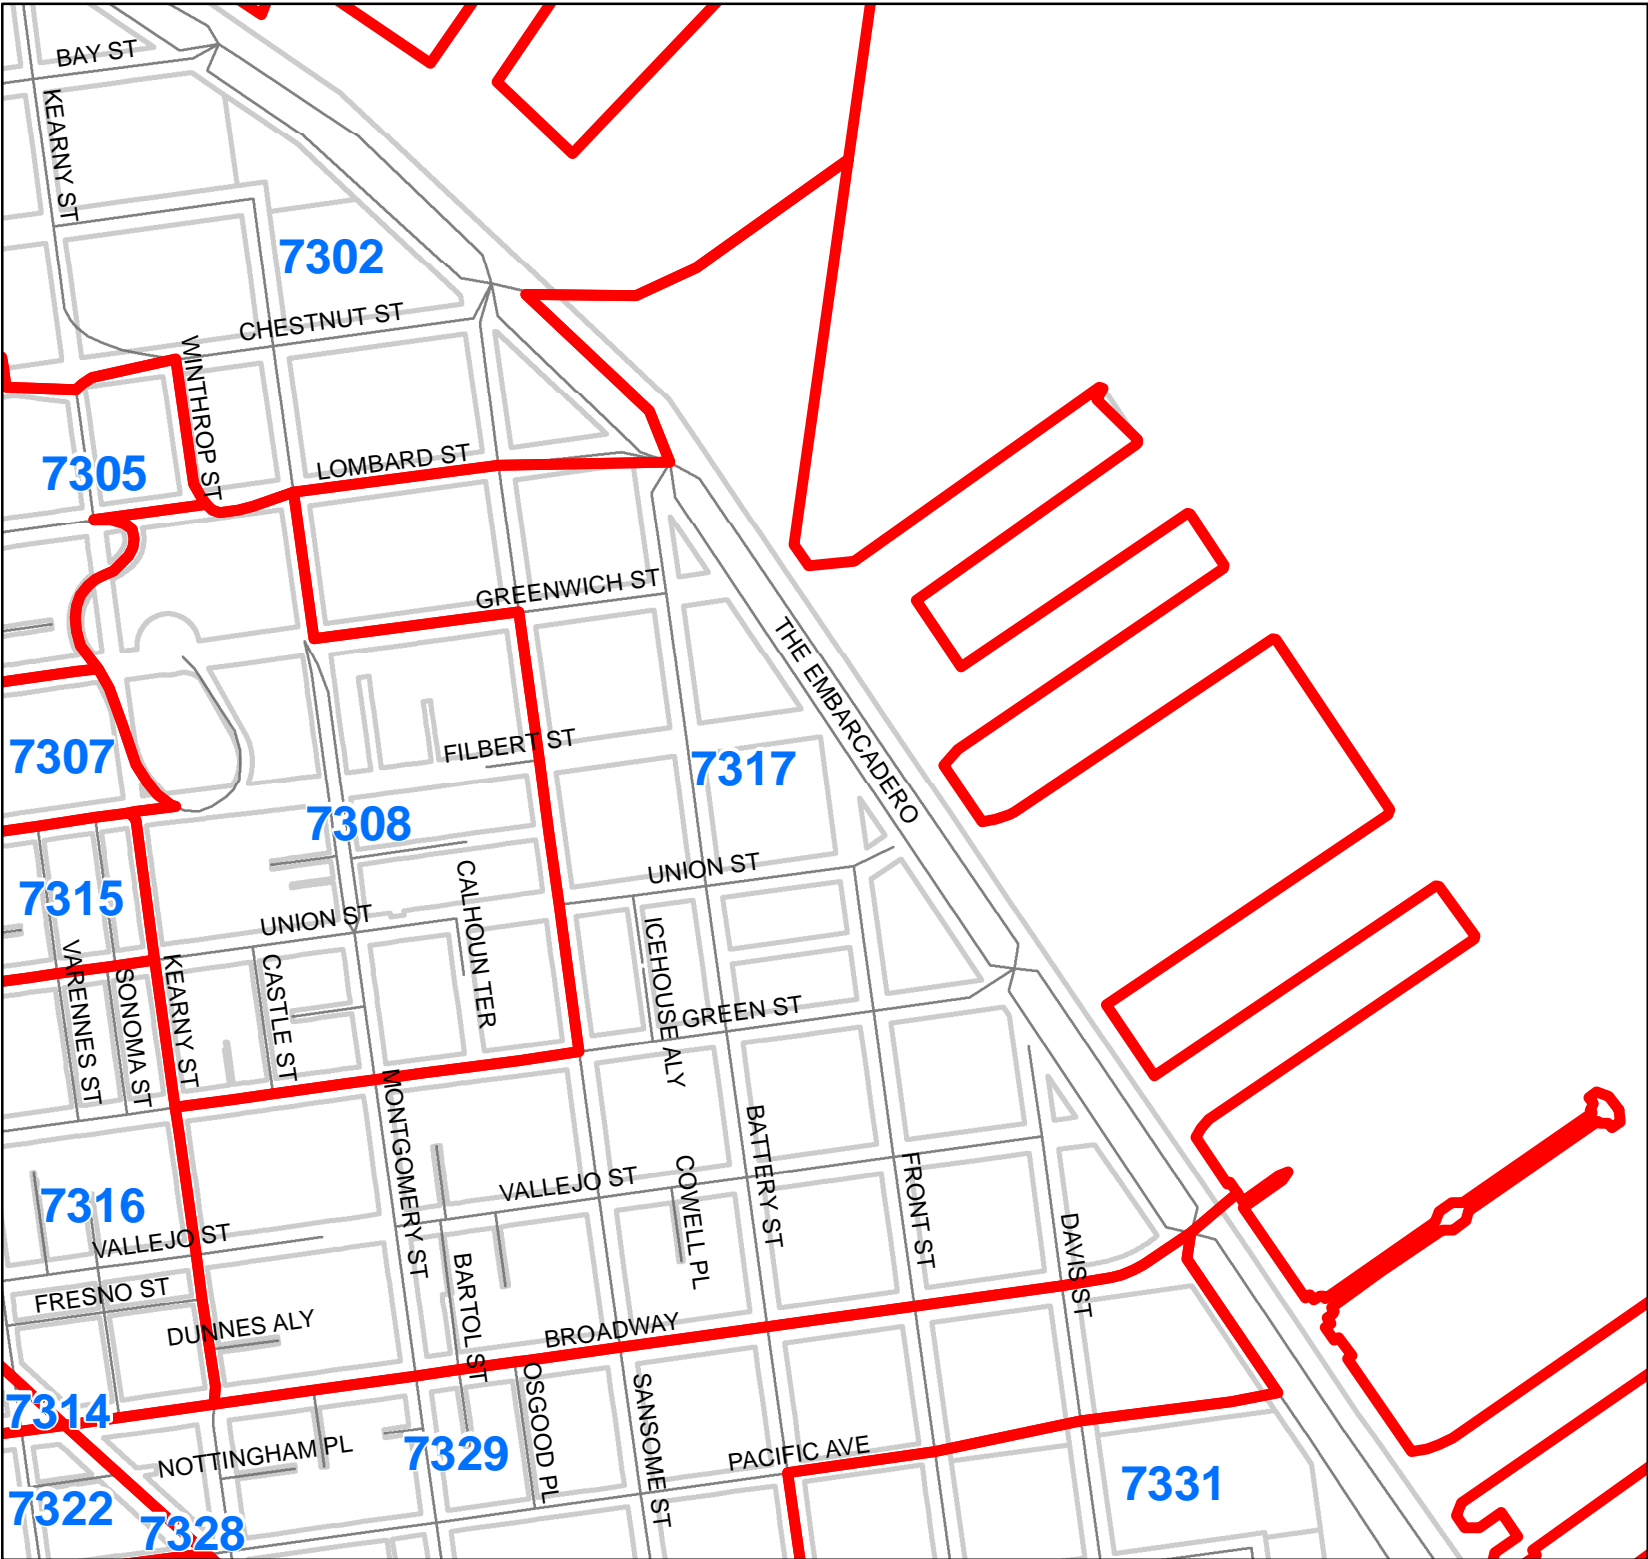 BAY ST
KEARNY ST
7302
CHESTNUT ST
WINTHROP ST
LOMBARD ST
7305
GREENWICH ST
THE EMBARCADERO
FILBERT ST
7307
7317
7308
UNION ST
7315
CALHOUN TER
UNION ST
ICEHOUSE ALY
VARENNES ST
SONOMA ST
KEARNY ST
CASTLE ST
GREEN ST
MONTGOMERY ST
BATTERY ST
VALLEJO ST
COWELL PL
FRONT ST
7316
VALLEJO ST
DAVIS ST
BARTOL ST
FRESNO ST
DUNNES ALY
BROADWAY
7314
OSGOOD PL
SANSOME ST
NOTTINGHAM PL
7329
PACIFIC AVE
7331
7322
7328